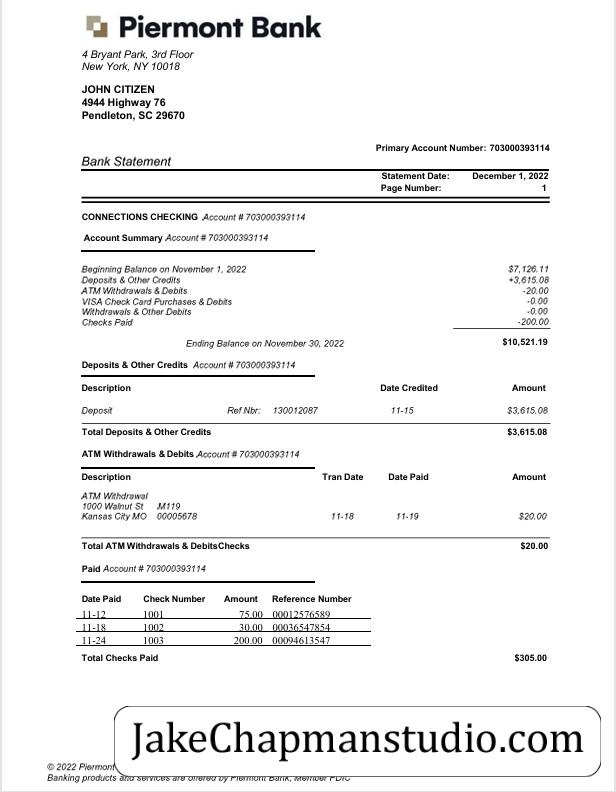 Piermont Bank
4 Bryant Park, 3rd Floor
New York, NY 10018
JOHN CITIZEN
4944 Highway 76
Pendleton, SC 29670
Primary Account Number: 703000393114
Bank Statement
Statement Date: December 1, 2022
Page Number: 1
CONNECTIONS CHECKING Account # 703000393114
Account Summary Account # 703000393114
Beginning Balance on November 1, 2022 $7,126.11
Deposits & Other Credits +3,615.08
ATM Withdrawals & Debits -20.00
VISA Check Card Purchases & Debits -0.00
Withdrawals & Other Debits -0.00
Checks Paid -200.00
Ending Balance on November 30, 2022 $10,521.19
Deposits & Other Credits Account # 703000393114
Description Date Credited Amount
Deposit Ref Nbr: 130012087 11-15 $3,615.08
Total Deposits & Other Credits $3,615.08
ATM Withdrawals & Debits Account # 703000393114
Description Tran Date Date Paid Amount
ATM Withdrawal
1000 Walnut St M119
Kansas City MO 00005678 11-18 11-19 $20.00
Total ATM Withdrawals & DebitsChecks $20.00
Paid Account # 703000393114
Date Paid Check Number Amount Reference Number
11-12 1001 75.00 00012576589
11-18 1002 30.00 00036547854
11-24 1003 200.00 00094613547
Total Checks Paid $305.00
JakeChapmanstudio.com
© 2022 Piermont
Banking products and services are offered by Piermont Bank, Member FDIC